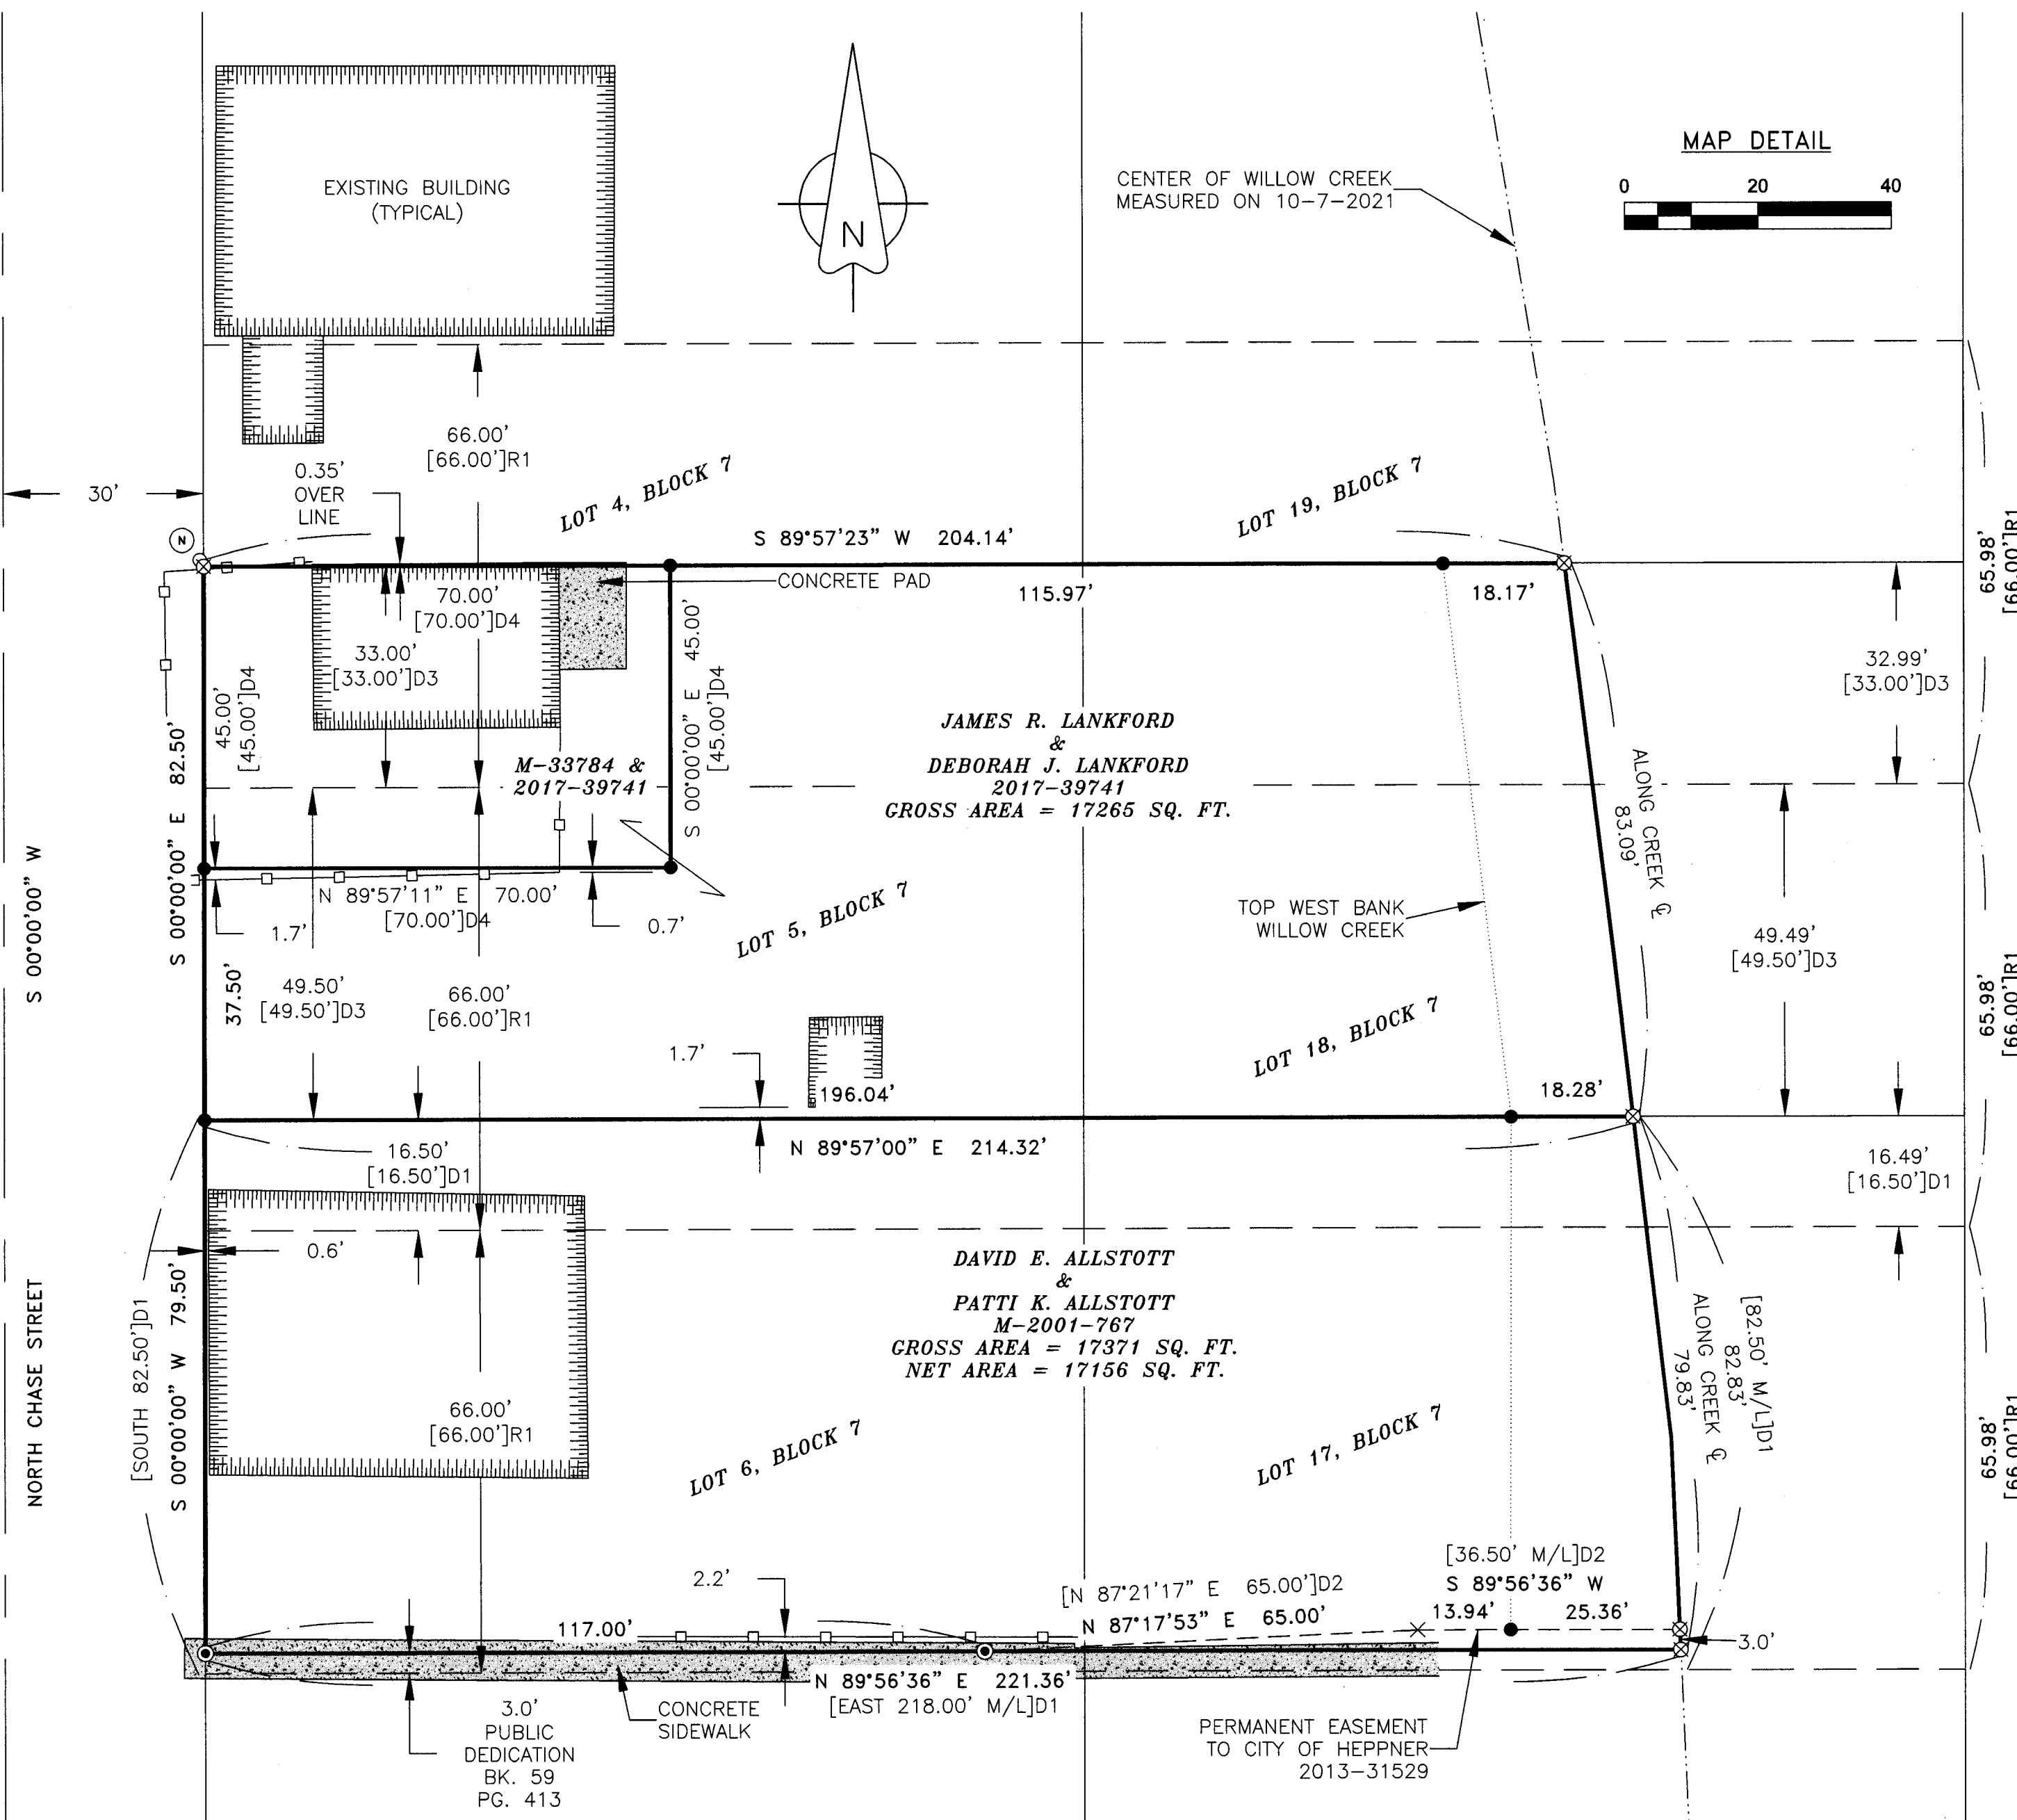 MAP DETAIL
0 20 40
EXISTING BUILDING
(TYPICAL)
N
CENTER OF WILLOW CREEK
MEASURED ON 10-7-2021
66.00'
[66.00']R1
30'
0.35'
OVER
LINE
LOT 4, BLOCK 7
LOT 19, BLOCK 7
N
S 89°57'23" W 204.14'
CONCRETE PAD
115.97'
18.17'
65.98'
[66.00']R1
70.00'
[70.00']D4
33.00'
[33.00']D3
45.00'
[45.00']D4
S 00°00'00" E 82.50'
S 00°00'00" E 45.00'
[45.00']D4
32.99'
[33.00']D3
M-33784 &
2017-39741
JAMES R. LANKFORD
&
DEBORAH J. LANKFORD
2017-39741
GROSS AREA = 17265 SQ. FT.
ALONG CREEK ℄
83.09'
S 00°00'00" W
N 89°57'11" E 70.00'
[70.00']D4
1.7'
0.7'
LOT 5, BLOCK 7
TOP WEST BANK
WILLOW CREEK
49.49'
[49.50']D3
37.50'
49.50'
[49.50']D3
66.00'
[66.00']R1
65.98'
[66.00']R1
1.7'
LOT 18, BLOCK 7
196.04'
18.28'
N 89°57'00" E 214.32'
16.50'
[16.50']D1
16.49'
[16.50']D1
0.6'
NORTH CHASE STREET
[SOUTH 82.50']D1
S 00°00'00" W 79.50'
DAVID E. ALLSTOTT
&
PATTI K. ALLSTOTT
M-2001-767
GROSS AREA = 17371 SQ. FT.
NET AREA = 17156 SQ. FT.
[82.50' M/L]D1
82.83'
ALONG CREEK ℄
79.83'
66.00'
[66.00']R1
65.98'
[66.00']R1
LOT 6, BLOCK 7
LOT 17, BLOCK 7
2.2'
[36.50' M/L]D2
S 89°56'36" W
[N 87°21'17" E 65.00']D2
N 87°17'53" E 65.00'
13.94'
25.36'
117.00'
3.0'
N 89°56'36" E 221.36'
[EAST 218.00' M/L]D1
3.0'
PUBLIC
DEDICATION
BK. 59
PG. 413
CONCRETE
SIDEWALK
PERMANENT EASEMENT
TO CITY OF HEPPNER
2013-31529